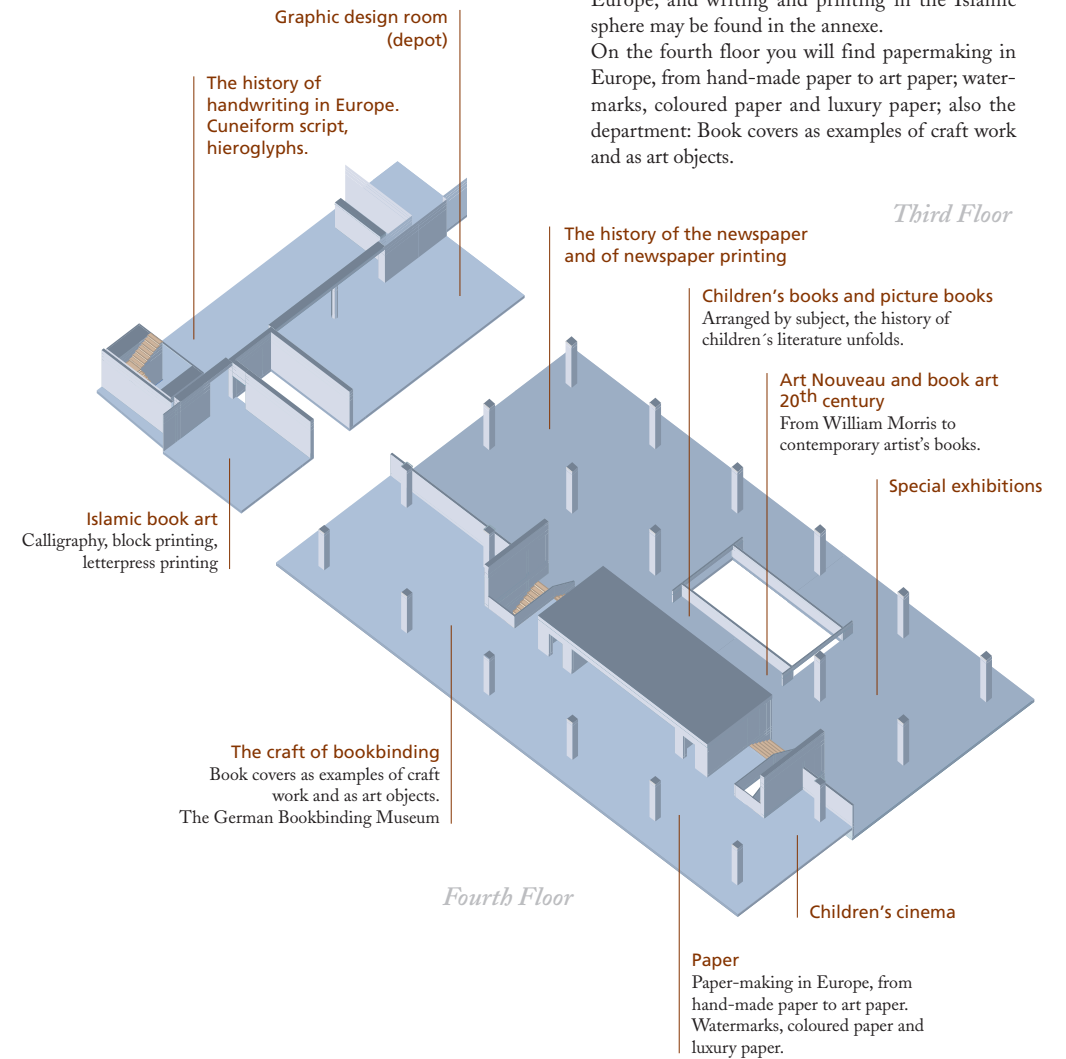 Europe, and writing and printing in the Islamic
sphere may be found in the annexe.
On the fourth floor you will find papermaking in
Europe, from hand-made paper to art paper; water-
marks, coloured paper and luxury paper; also the
department: Book covers as examples of craft work
and as art objects.
Graphic design room
(depot)
The history of
handwriting in Europe.
Cuneiform script,
hieroglyphs.
Third Floor
The history of the newspaper
and of newspaper printing
Children's books and picture books
Arranged by subject, the history of
children´s literature unfolds.
Art Nouveau and book art
20th century
From William Morris to
contemporary artist's books.
Special exhibitions
Islamic book art
Calligraphy, block printing,
letterpress printing
The craft of bookbinding
Book covers as examples of craft
work and as art objects.
The German Bookbinding Museum
Fourth Floor
Children's cinema
Paper
Paper-making in Europe, from
hand-made paper to art paper.
Watermarks, coloured paper and
luxury paper.